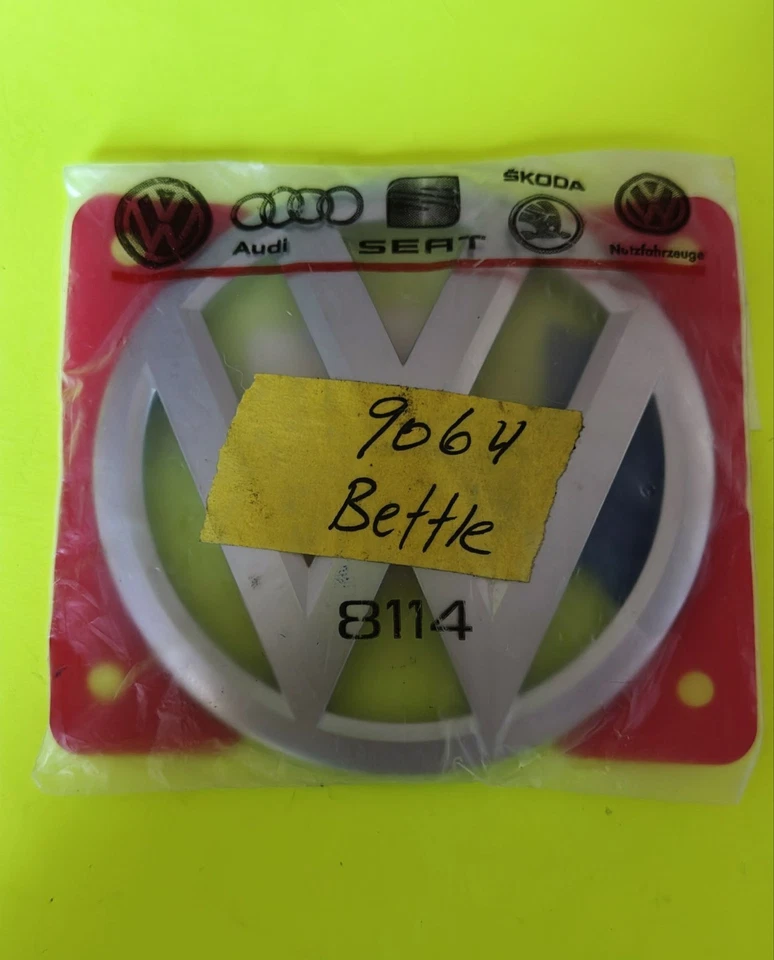 ŠKODA
Audi
SEAT
Nutzfahrzeuge
9064
Bettle
8114